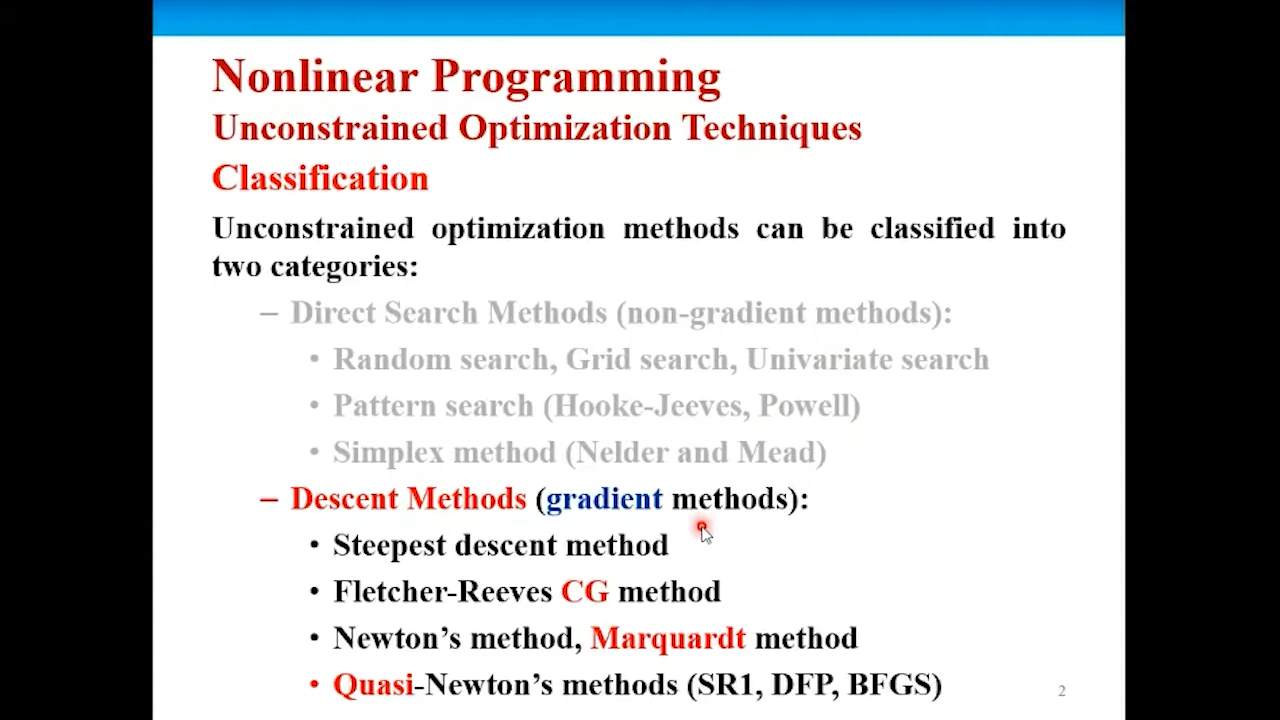 Nonlinear Programming
Unconstrained Optimization Techniques
Classification
Unconstrained optimization methods can be classified into
two categories:
– Direct Search Methods (non-gradient methods):
• Random search, Grid search, Univariate search
• Pattern search (Hooke-Jeeves, Powell)
• Simplex method (Nelder and Mead)
– Descent Methods (gradient methods):
• Steepest descent method
• Fletcher-Reeves CG method
• Newton’s method, Marquardt method
• Quasi-Newton’s methods (SR1, DFP, BFGS)
2